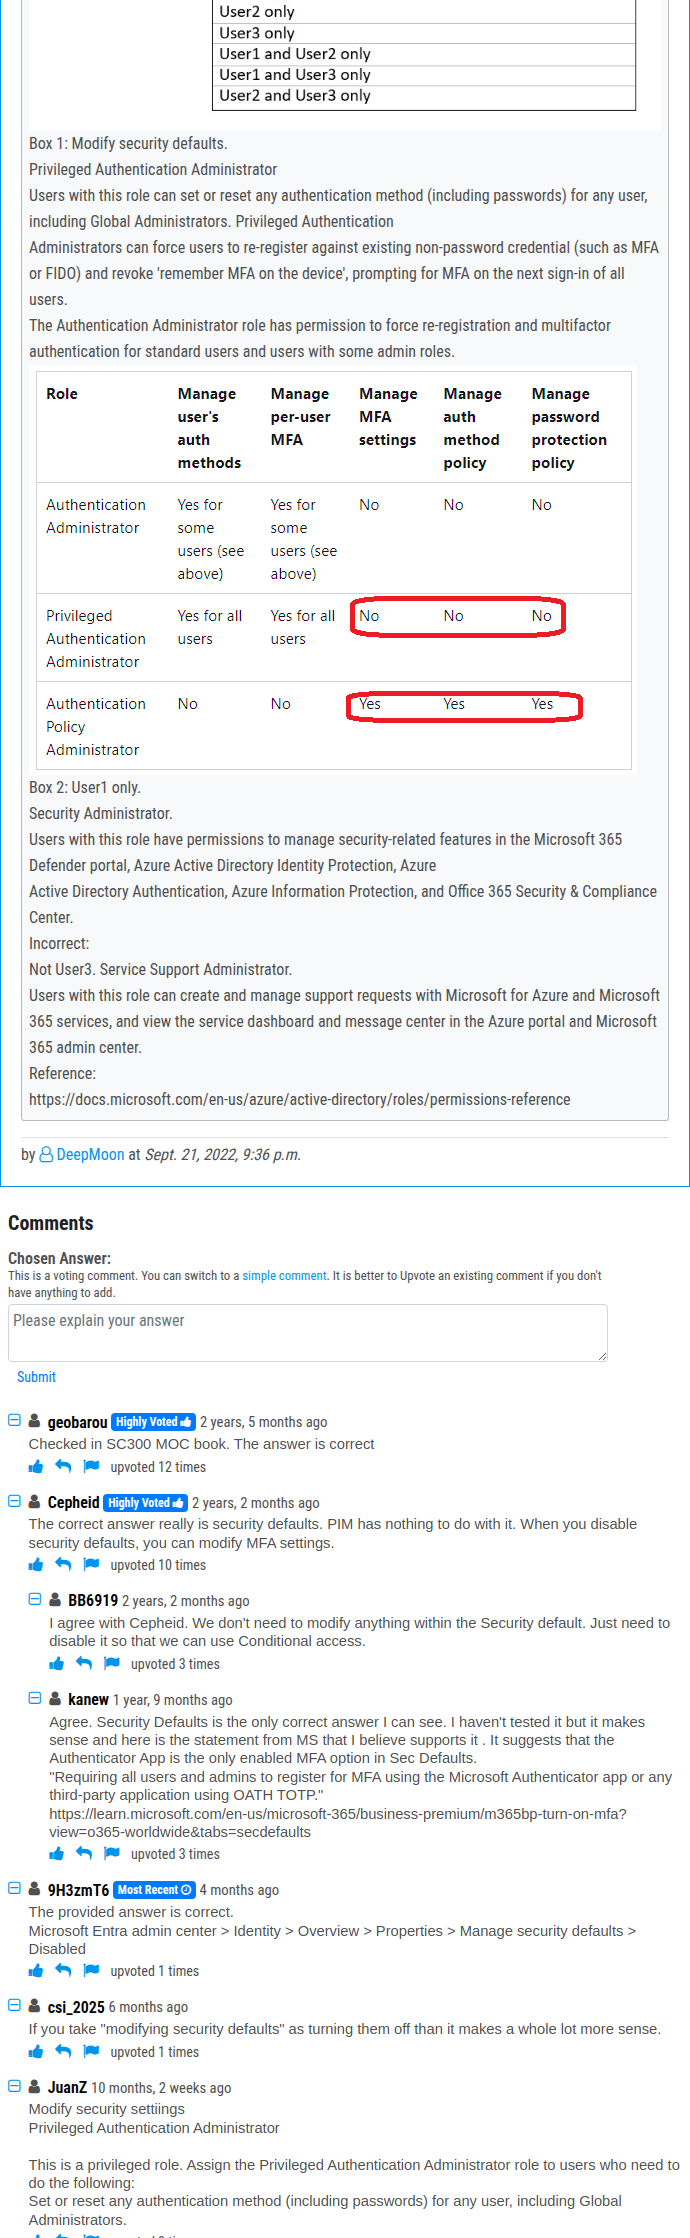 User2 only
User3 only
User1 and User2 only
User1 and User3 only
User2 and User3 only
Box 1: Modify security defaults.
Privileged Authentication Administrator
Users with this role can set or reset any authentication method (including passwords) for any user,
including Global Administrators. Privileged Authentication
Administrators can force users to re-register against existing non-password credential (such as MFA
or FIDO) and revoke 'remember MFA on the device', prompting for MFA on the next sign-in of all
users.
The Authentication Administrator role has permission to force re-registration and multifactor
authentication for standard users and users with some admin roles.
Role Manage user's auth methods Manage per-user MFA Manage MFA settings Manage auth method policy Manage password protection policy
Authentication Administrator Yes for some users (see above) Yes for some users (see above) No No No
Privileged Authentication Administrator Yes for all users Yes for all users No No No
Authentication Policy Administrator No No Yes Yes Yes
Box 2: User1 only.
Security Administrator.
Users with this role have permissions to manage security-related features in the Microsoft 365
Defender portal, Azure Active Directory Identity Protection, Azure
Active Directory Authentication, Azure Information Protection, and Office 365 Security & Compliance
Center.
Incorrect:
Not User3. Service Support Administrator.
Users with this role can create and manage support requests with Microsoft for Azure and Microsoft
365 services, and view the service dashboard and message center in the Azure portal and Microsoft
365 admin center.
Reference:
https://docs.microsoft.com/en-us/azure/active-directory/roles/permissions-reference
by DeepMoon at Sept. 21, 2022, 9:36 p.m.
Comments
Chosen Answer:
This is a voting comment. You can switch to a simple comment. It is better to Upvote an existing comment if you don't
have anything to add.
Please explain your answer
Submit
geobarou Highly Voted 2 years, 5 months ago
Checked in SC300 MOC book. The answer is correct
upvoted 12 times
Cepheid Highly Voted 2 years, 2 months ago
The correct answer really is security defaults. PIM has nothing to do with it. When you disable
security defaults, you can modify MFA settings.
upvoted 10 times
BB6919 2 years, 2 months ago
I agree with Cepheid. We don't need to modify anything within the Security default. Just need to
disable it so that we can use Conditional access.
upvoted 3 times
kanew 1 year, 9 months ago
Agree. Security Defaults is the only correct answer I can see. I haven't tested it but it makes
sense and here is the statement from MS that I believe supports it . It suggests that the
Authenticator App is the only enabled MFA option in Sec Defaults.
"Requiring all users and admins to register for MFA using the Microsoft Authenticator app or any
third-party application using OATH TOTP."
https://learn.microsoft.com/en-us/microsoft-365/business-premium/m365bp-turn-on-mfa?
view=o365-worldwide&tabs=secdefaults
upvoted 3 times
9H3zmT6 Most Recent 4 months ago
The provided answer is correct.
Microsoft Entra admin center > Identity > Overview > Properties > Manage security defaults >
Disabled
upvoted 1 times
csi_2025 6 months ago
If you take "modifying security defaults" as turning them off than it makes a whole lot more sense.
upvoted 1 times
JuanZ 10 months, 2 weeks ago
Modify security settiings
Privileged Authentication Administrator
This is a privileged role. Assign the Privileged Authentication Administrator role to users who need to
do the following:
Set or reset any authentication method (including passwords) for any user, including Global
Administrators.